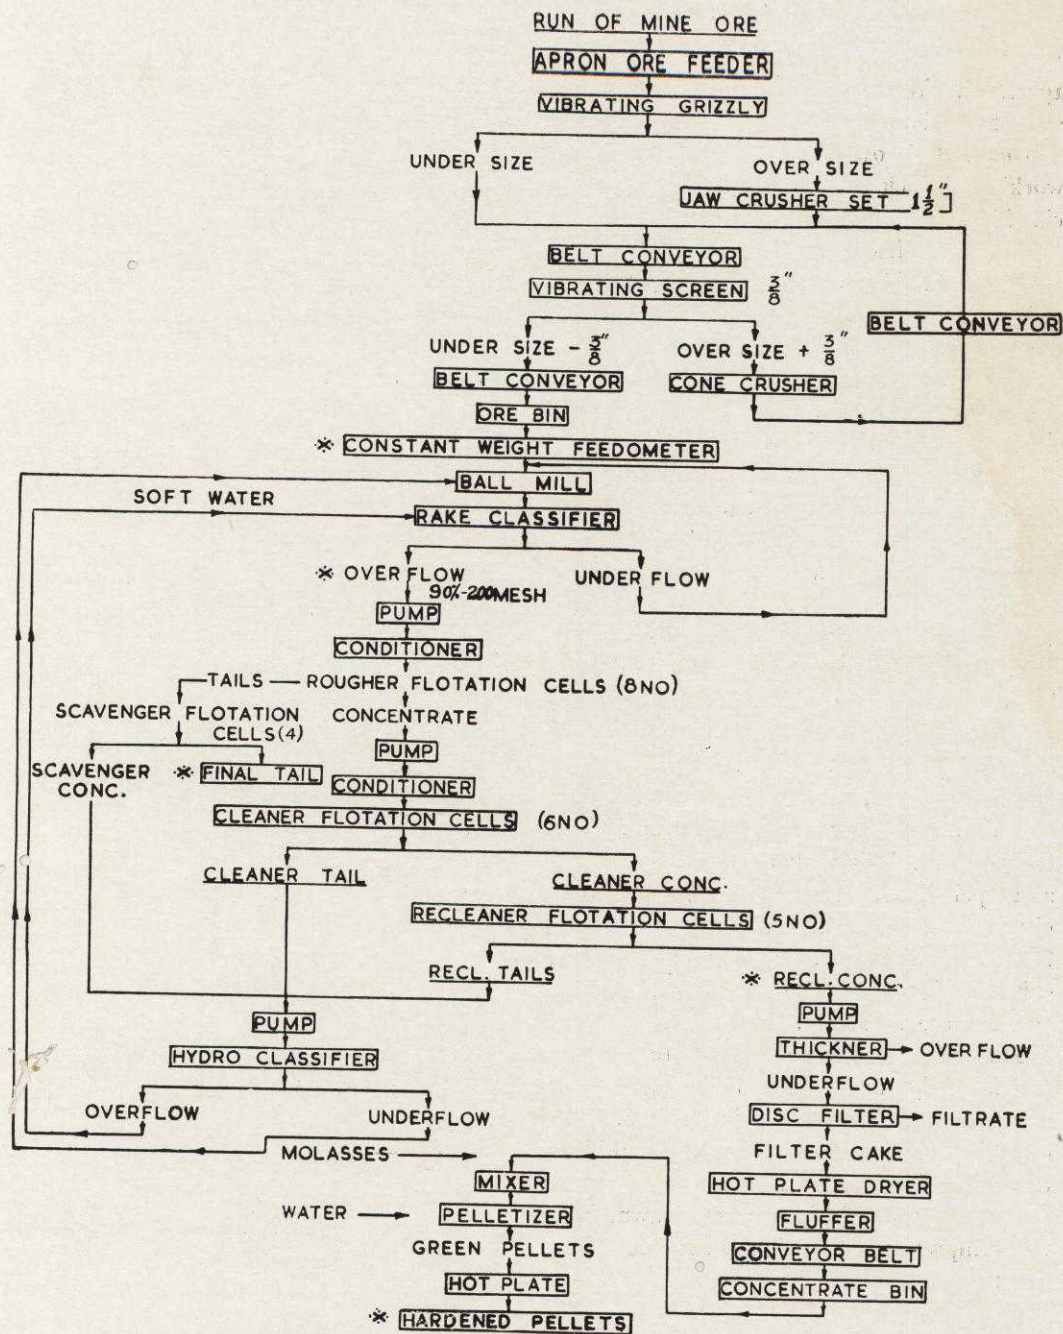 RUN OF MINE ORE
APRON ORE FEEDER
VIBRATING GRIZZLY
UNDER SIZE
OVER SIZE
JAW CRUSHER SET 1 1/2"
BELT CONVEYOR
VIBRATING SCREEN 3/8"
BELT CONVEYOR
UNDER SIZE - 3/8"
OVER SIZE + 3/8"
BELT CONVEYOR
CONE CRUSHER
ORE BIN
※ CONSTANT WEIGHT FEEDOMETER
BALL MILL
SOFT WATER
RAKE CLASSIFIER
※ OVER FLOW
90%-200MESH
UNDER FLOW
PUMP
CONDITIONER
TAILS — ROUGHER FLOTATION CELLS (8NO)
SCAVENGER FLOTATION
CELLS(4)
CONCENTRATE
PUMP
SCAVENGER
CONC.
※ FINAL TAIL
CONDITIONER
CLEANER FLOTATION CELLS (6NO)
CLEANER TAIL
CLEANER CONC.
RECLEANER FLOTATION CELLS (5NO)
RECL. TAILS
※ RECL. CONC.
PUMP
PUMP
THICKNER → OVER FLOW
HYDRO CLASSIFIER
UNDERFLOW
OVERFLOW
UNDERFLOW
DISC FILTER → FILTRATE
MOLASSES
FILTER CAKE
MIXER
HOT PLATE DRYER
WATER
PELLETIZER
FLUFFER
GREEN PELLETS
CONVEYOR BELT
HOT PLATE
CONCENTRATE BIN
※ HARDENED PELLETS